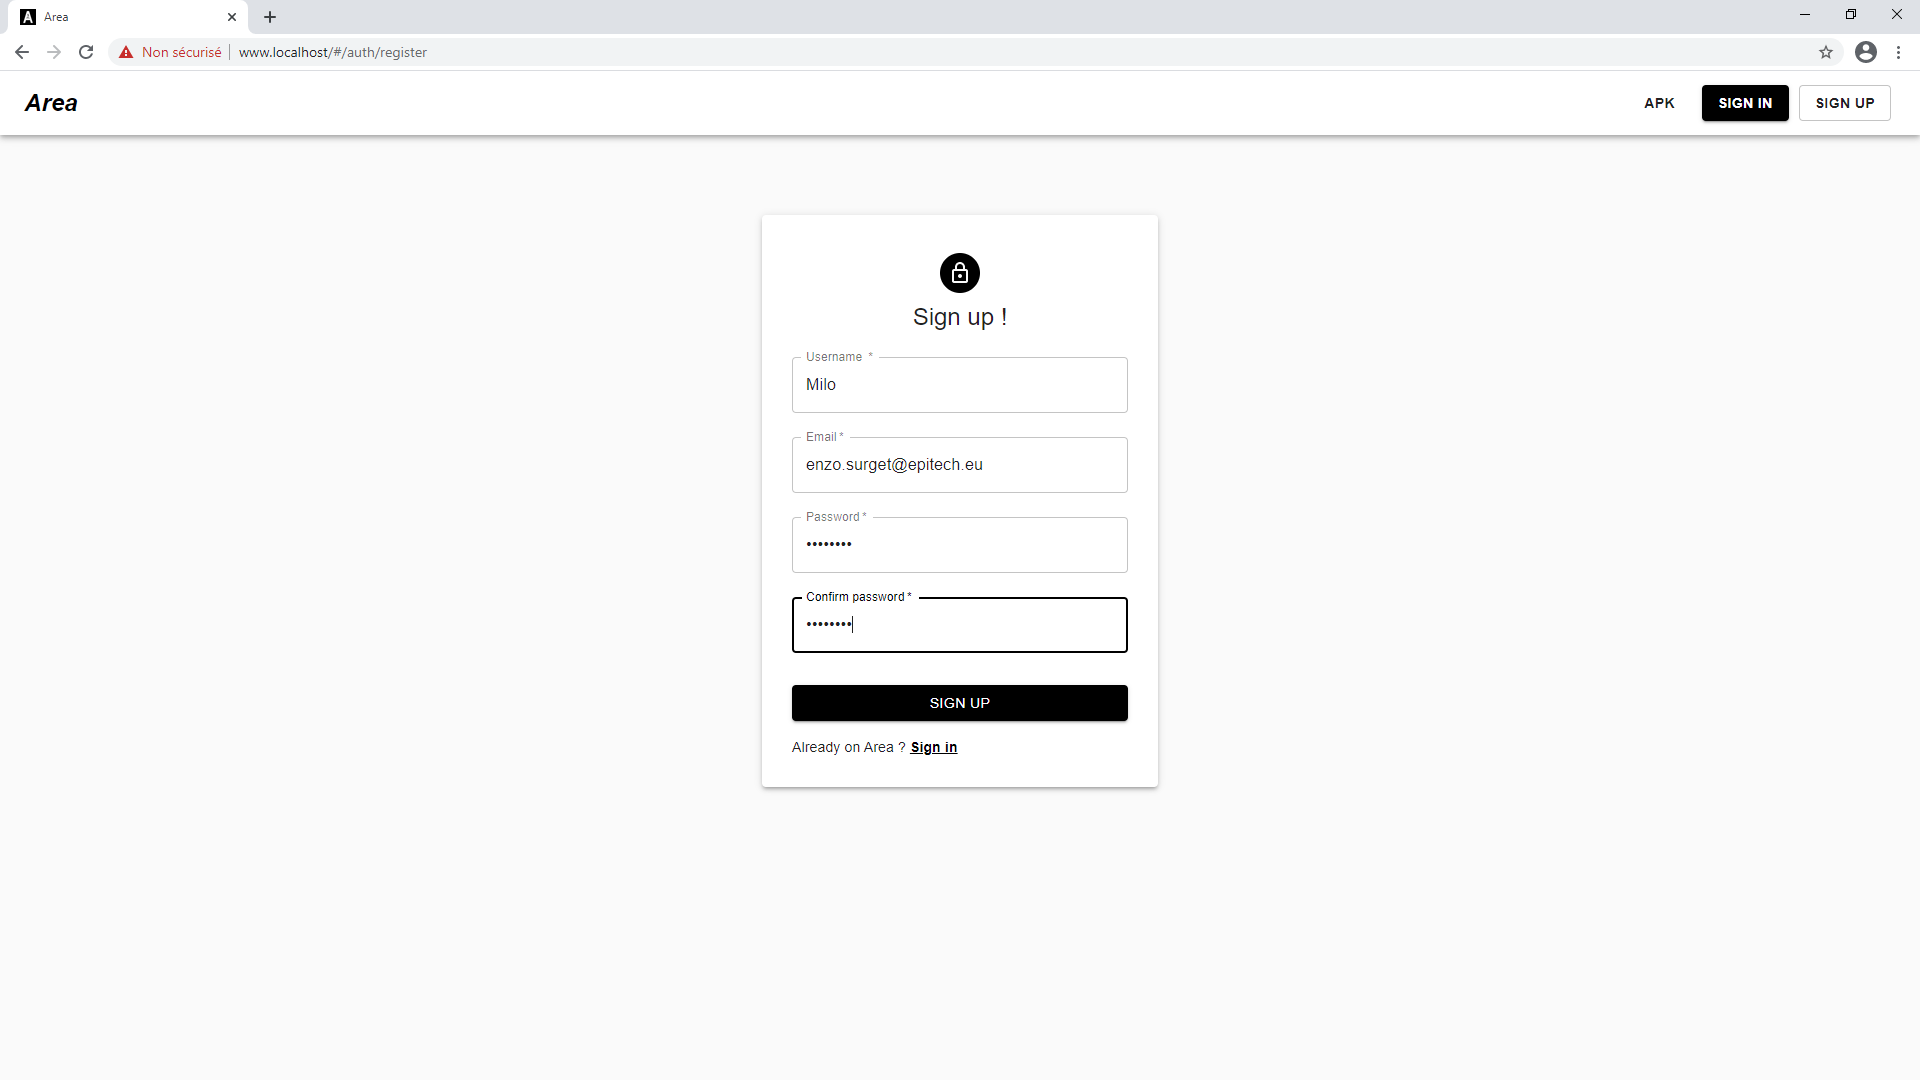 A Area
Non sécurisé www.localhost/#/auth/register
Area
APK
SIGN IN
SIGN UP
Sign up !
Username *
Milo
Email *
enzo.surget@epitech.eu
Password *
••••••••
Confirm password *
••••••••
SIGN UP
Already on Area ? Sign in